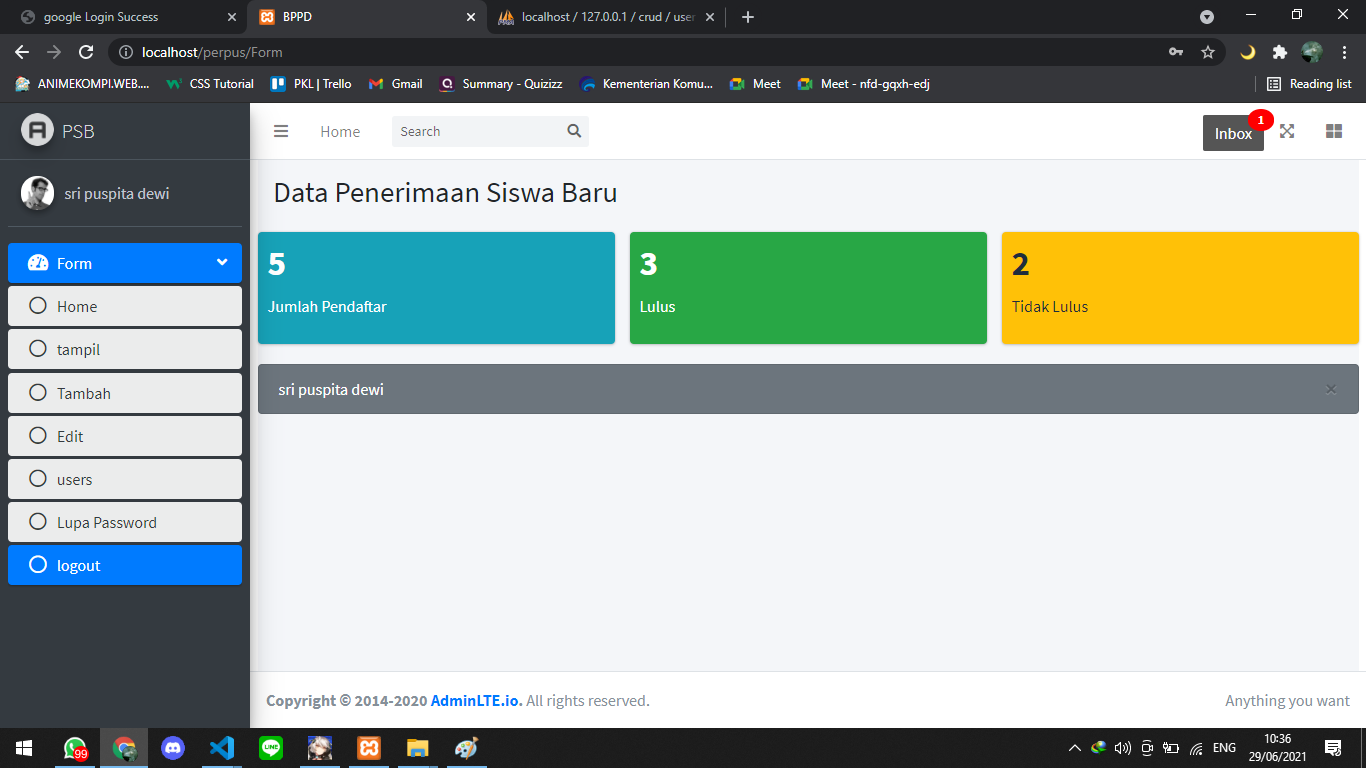 google Login Success
BPPD
localhost / 127.0.0.1 / crud / user
localhost/perpus/Form
ANIMEKOMPI.WEB....
CSS Tutorial
PKL | Trello
Gmail
Summary - Quizizz
Kementerian Komu...
Meet
Meet - nfd-gqxh-edj
Reading list
PSB
Home
Search
Inbox
1
sri puspita dewi
Data Penerimaan Siswa Baru
Form
Home
tampil
Tambah
Edit
users
Lupa Password
logout
5
Jumlah Pendaftar
3
Lulus
2
Tidak Lulus
sri puspita dewi
×
Copyright © 2014-2020 AdminLTE.io. All rights reserved.
Anything you want
99
ENG
10:36
29/06/2021